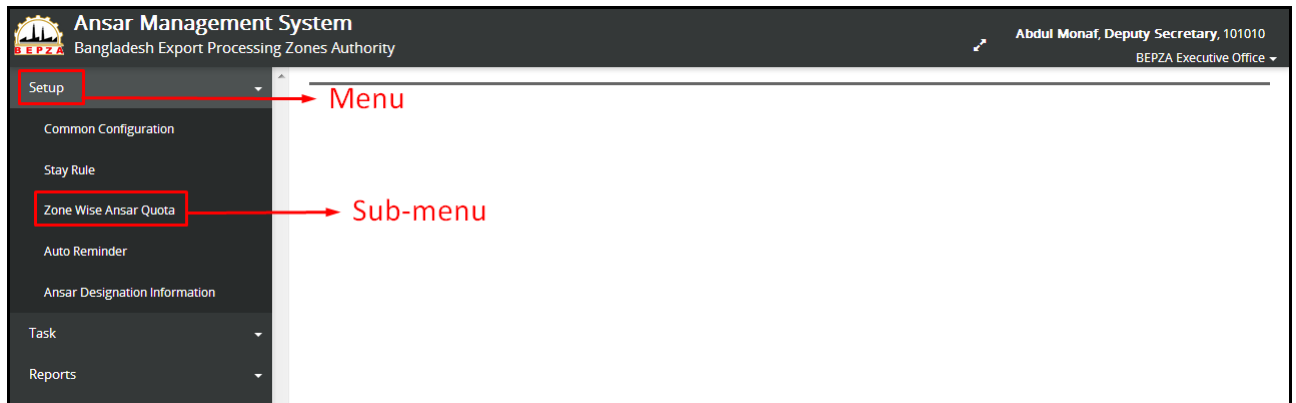 Ansar Management System
BEPZA
Bangladesh Export Processing Zones Authority
Abdul Monaf, Deputy Secretary, 101010
BEPZA Executive Office
Setup
Menu
Common Configuration
Stay Rule
Zone Wise Ansar Quota
Sub-menu
Auto Reminder
Ansar Designation Information
Task
Reports